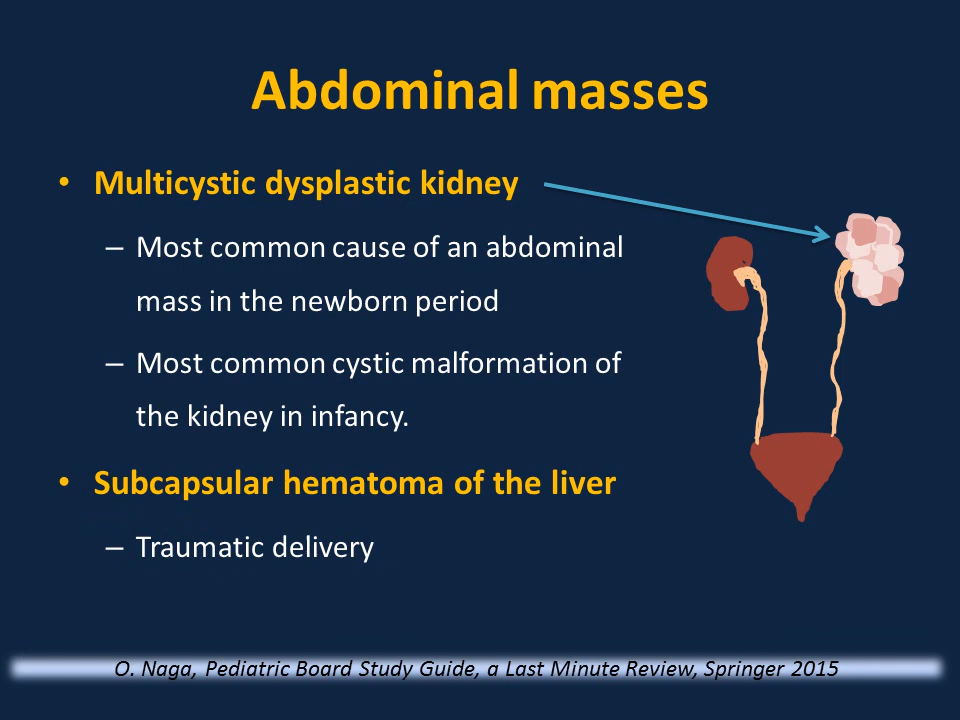 Abdominal masses
• Multicystic dysplastic kidney
– Most common cause of an abdominal
mass in the newborn period
– Most common cystic malformation of
the kidney in infancy.
• Subcapsular hematoma of the liver
– Traumatic delivery
O. Naga, Pediatric Board Study Guide, a Last Minute Review, Springer 2015